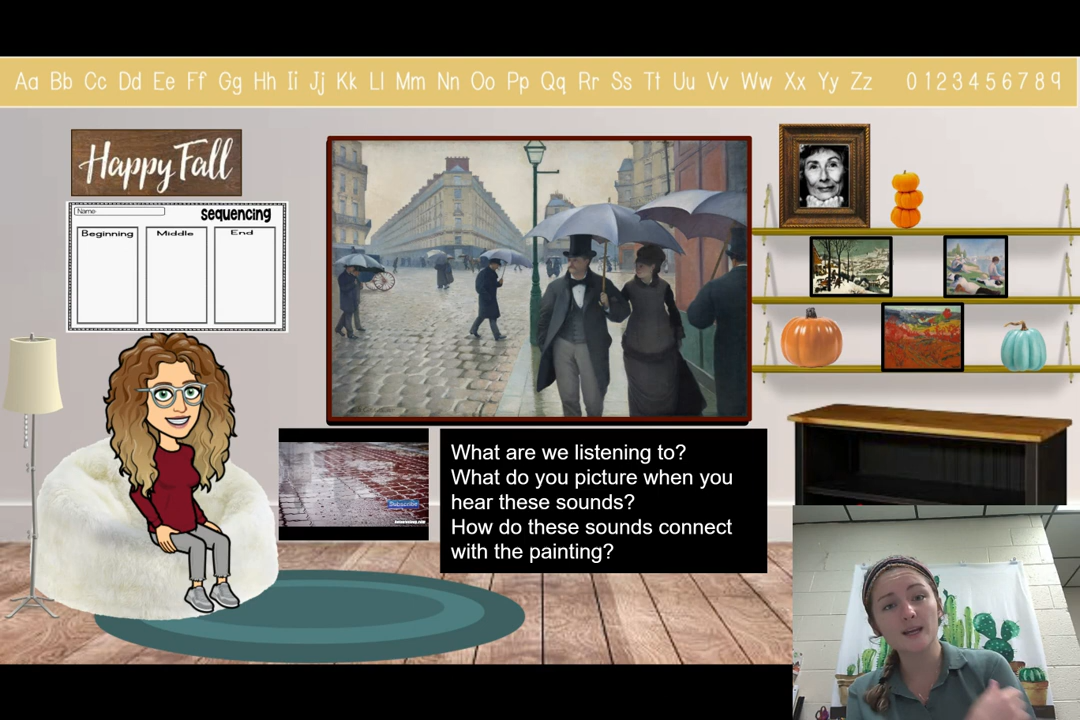 Aa Bb Cc Dd Ee Ff Gg Hh Ii Jj Kk Ll Mm Nn Oo Pp Qq Rr Ss Tt Uu Vv Ww Xx Yy Zz 0 1 2 3 4 5 6 7 8 9
Happy Fall
Name
sequencing
Beginning Middle End
Subscribe
What are we listening to?
What do you picture when you
hear these sounds?
How do these sounds connect
with the painting?